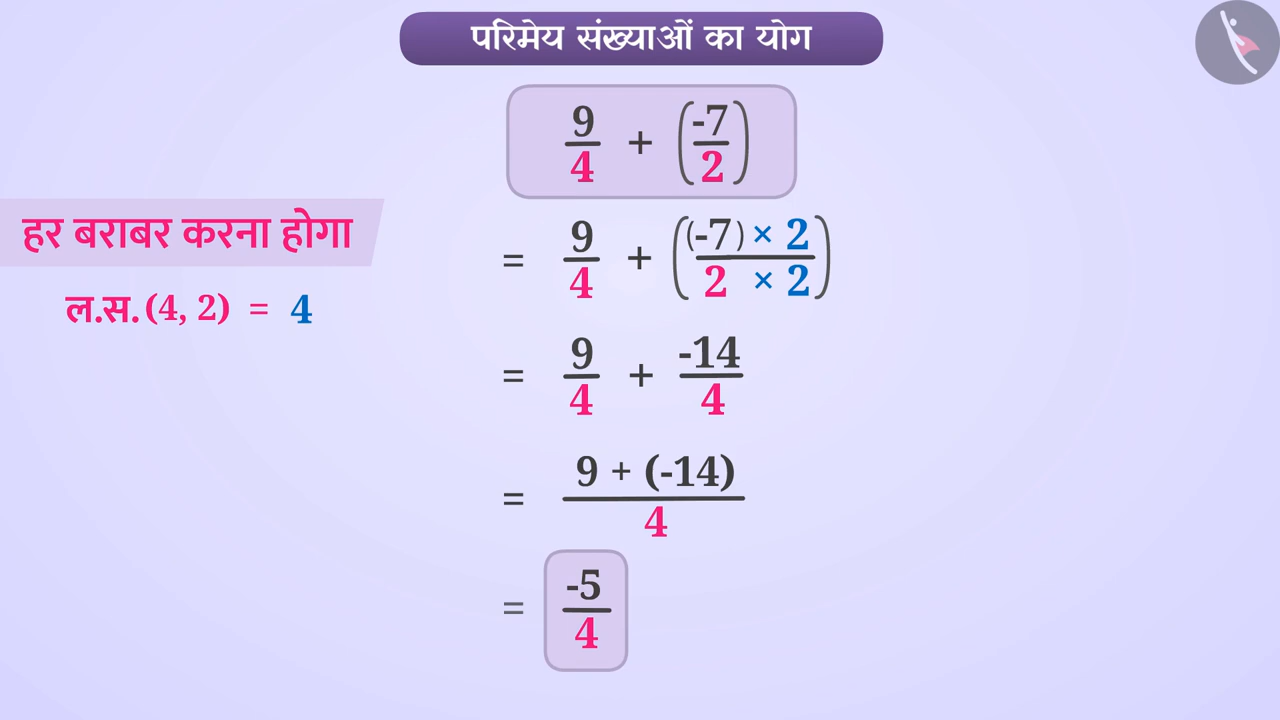 परिमेय संख्याओं का योग
9/4 + (-7/2)
हर बराबर करना होगा
ल.स.(4, 2) = 4
= 9/4 + ((-7) × 2 / 2 × 2)
= 9/4 + -14/4
= 9 + (-14) / 4
= -5/4